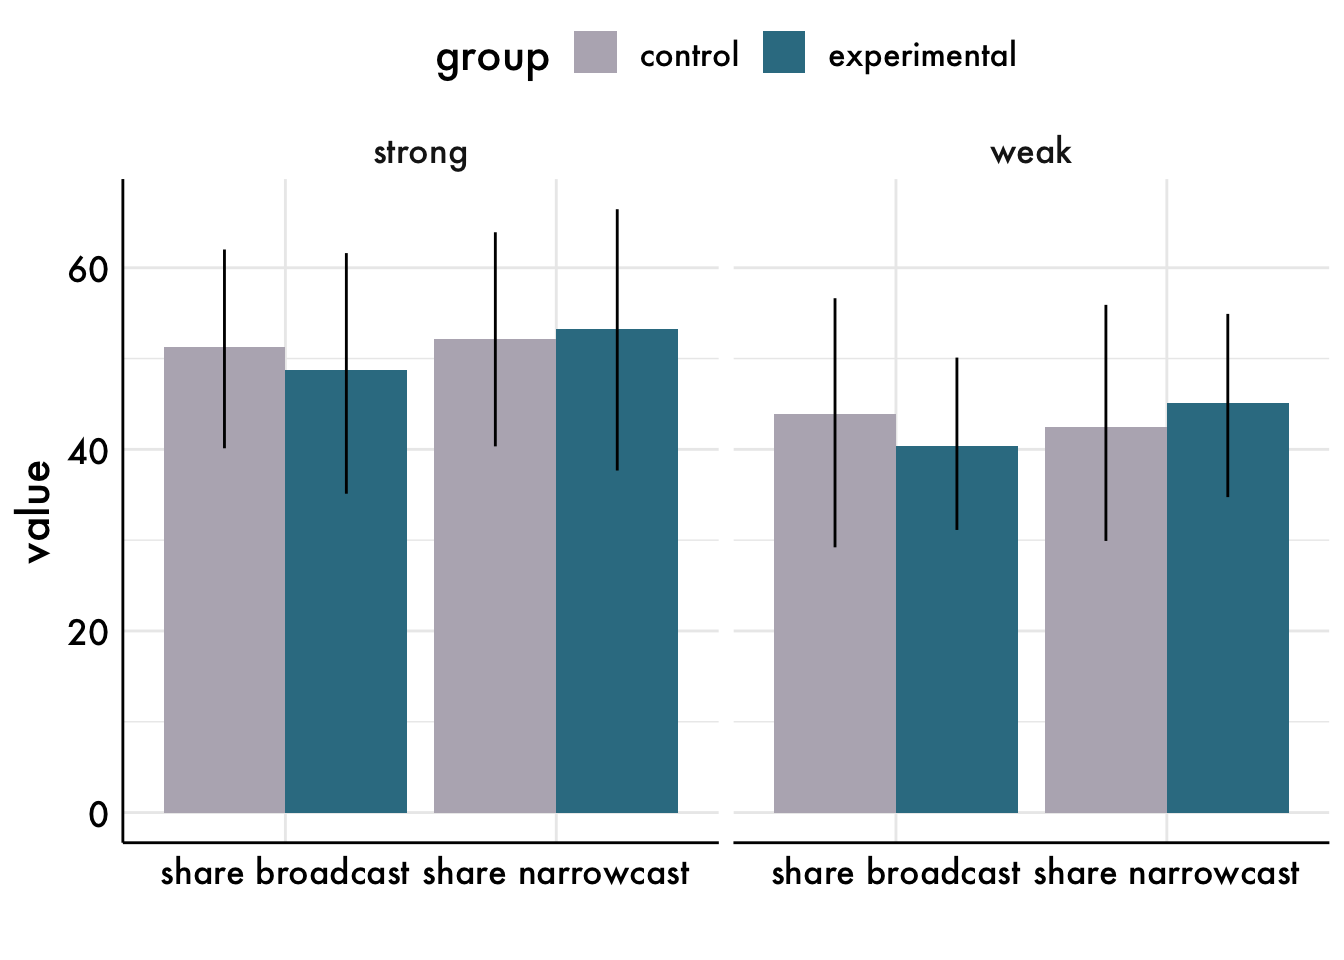 group control experimental
strong weak
60
40
20
0
value
share broadcast share narrowcast share broadcast share narrowcast